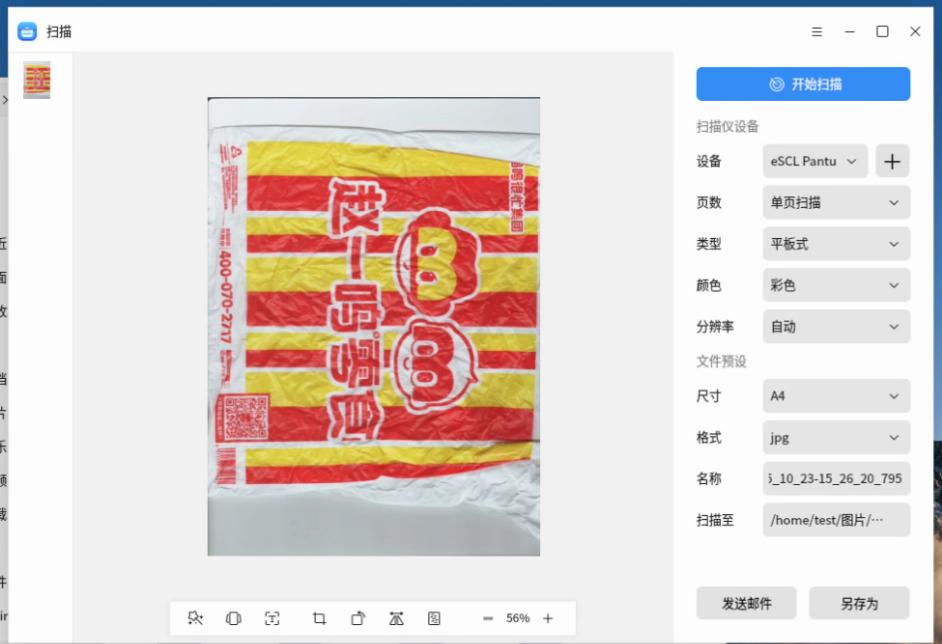 扫描
开始扫描
扫描仪设备
设备
eSCL Pantu
页数
单页扫描
类型
平板式
颜色
彩色
分辨率
自动
文件预设
尺寸
A4
格式
jpg
名称
_10_23-15_26_20_795
扫描至
/home/test/图片/···
发送邮件
另存为
赵一鸣零食
400-070-2717
56%